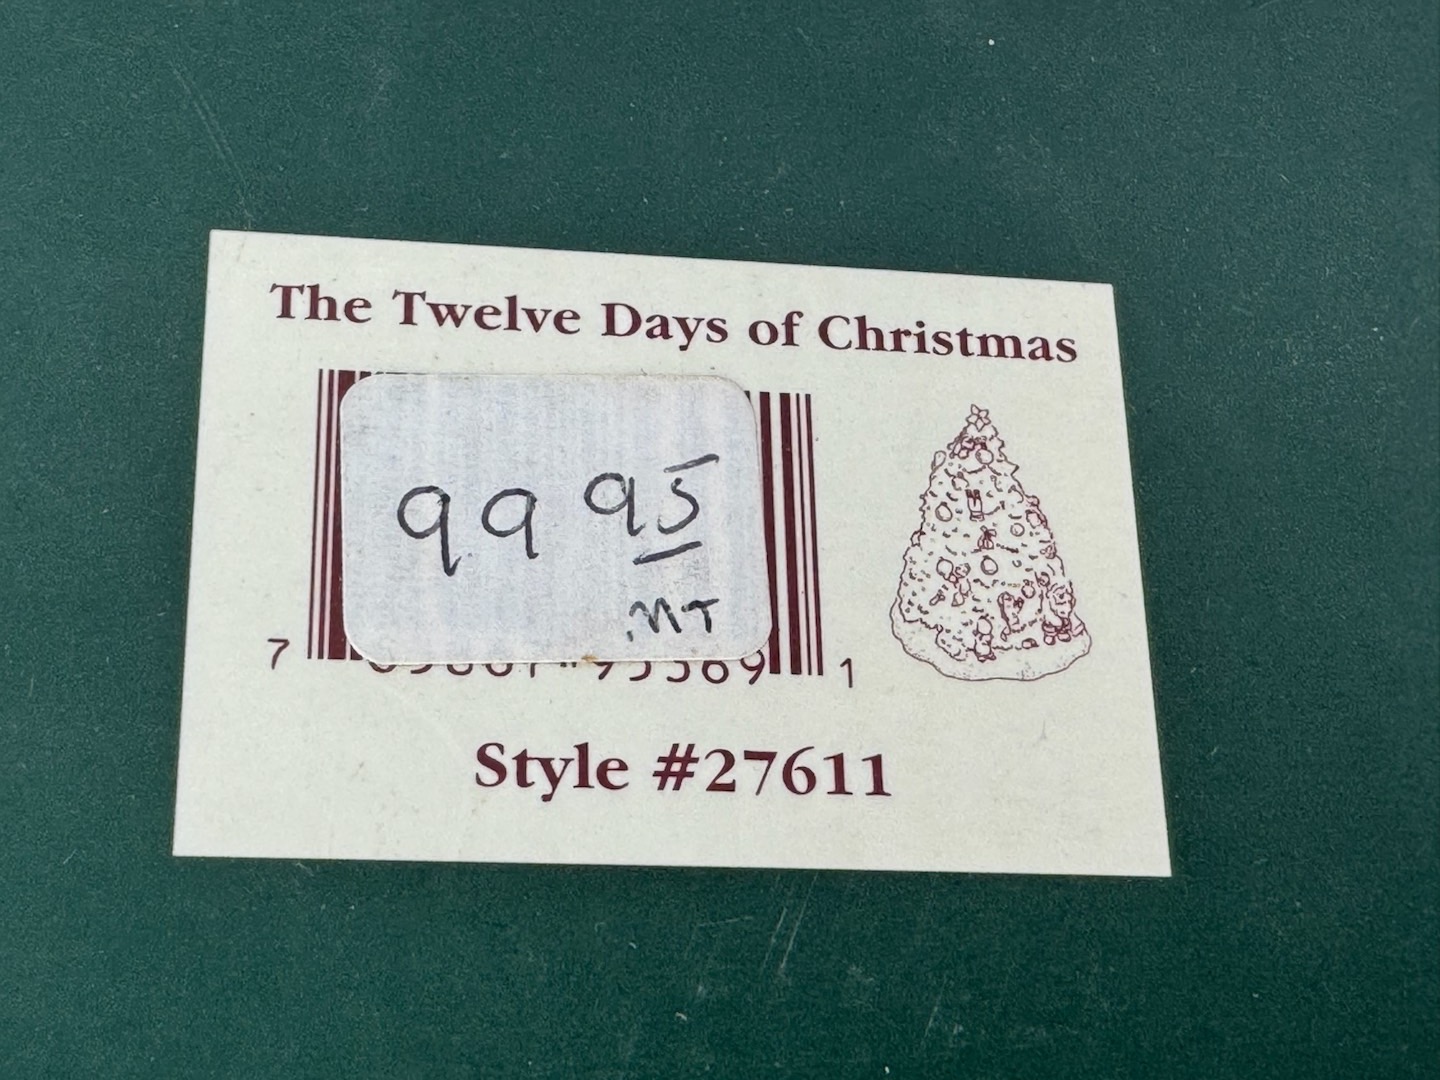 The Twelve Days of Christmas
99 95
.MT
7 1
Style #27611